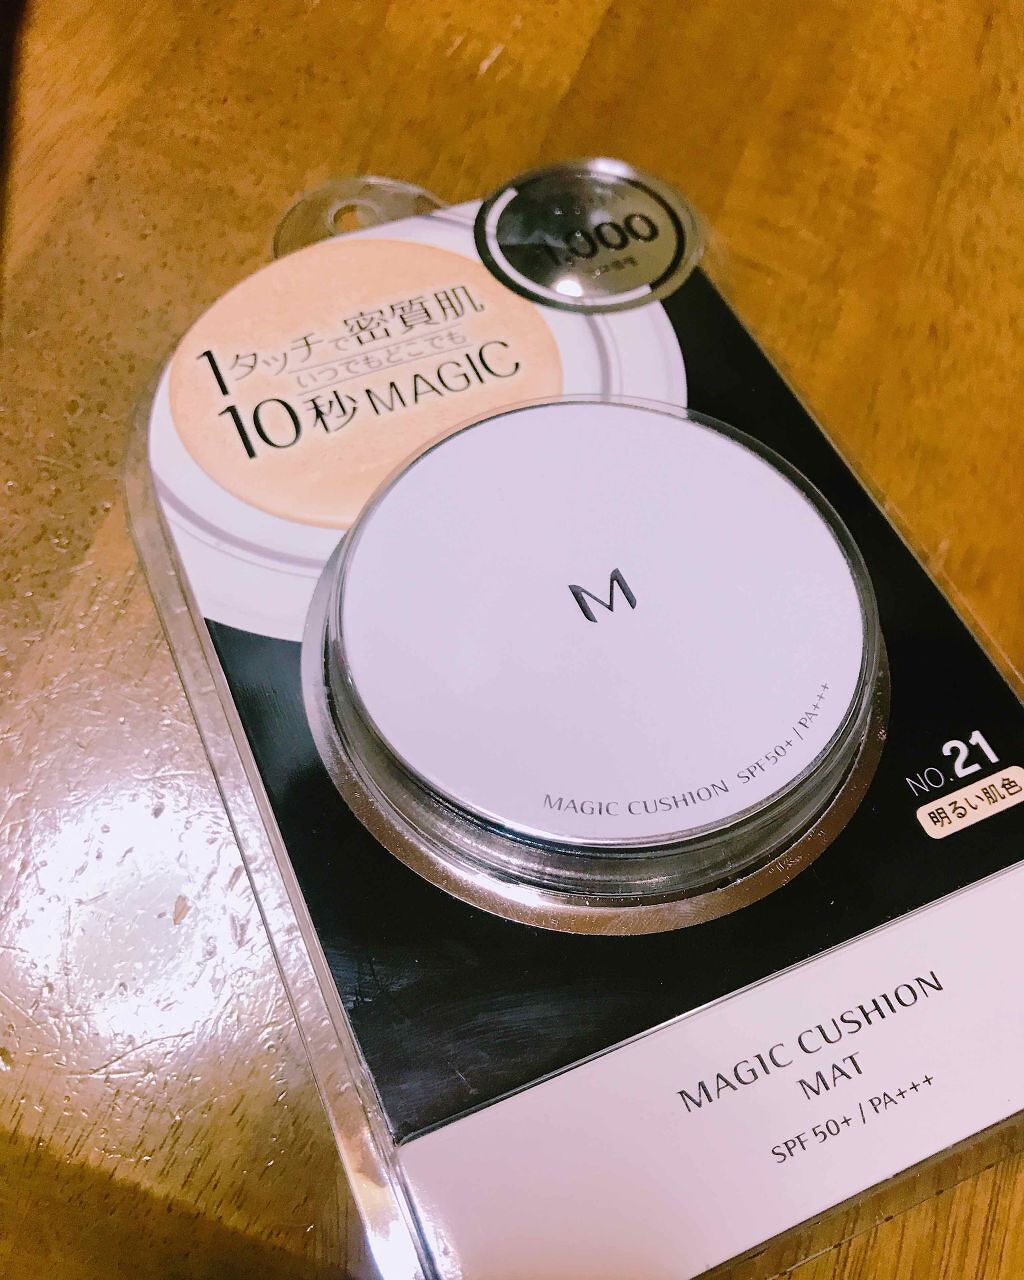 1,000
1タッチで密質肌
いつでもどこでも
10秒MAGIC
M
MAGIC CUSHION SPF50+ / PA+++
NO.21
明るい肌色
MAGIC CUSHION
MAT
SPF 50+ / PA+++